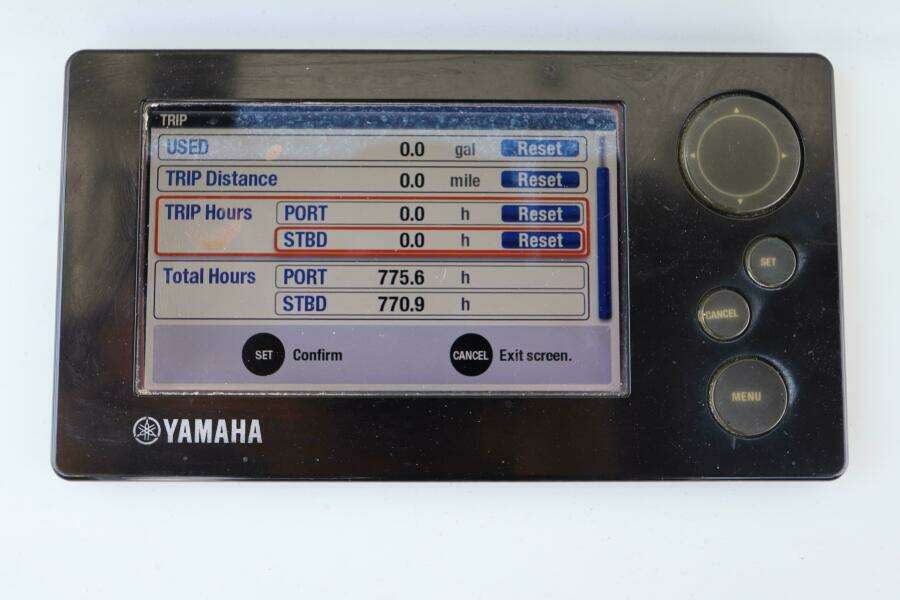 TRIP
USED 0.0 gal Reset
TRIP Distance 0.0 mile Reset
TRIP Hours PORT 0.0 h Reset
STBD 0.0 h Reset
Total Hours PORT 775.6 h
STBD 770.9 h
SET Confirm CANCEL Exit screen.
YAMAHA
SET
CANCEL
MENU